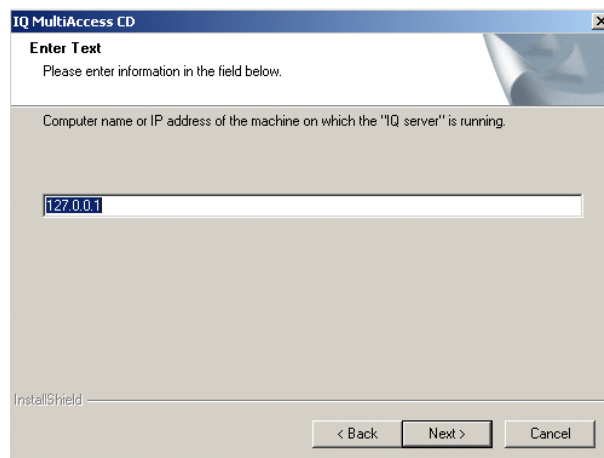 IQ MultiAccess CD
Enter Text
Please enter information in the field below.
Computer name or IP address of the machine on which the "IQ server" is running.
127.0.0.1
InstallShield
< Back Next > Cancel